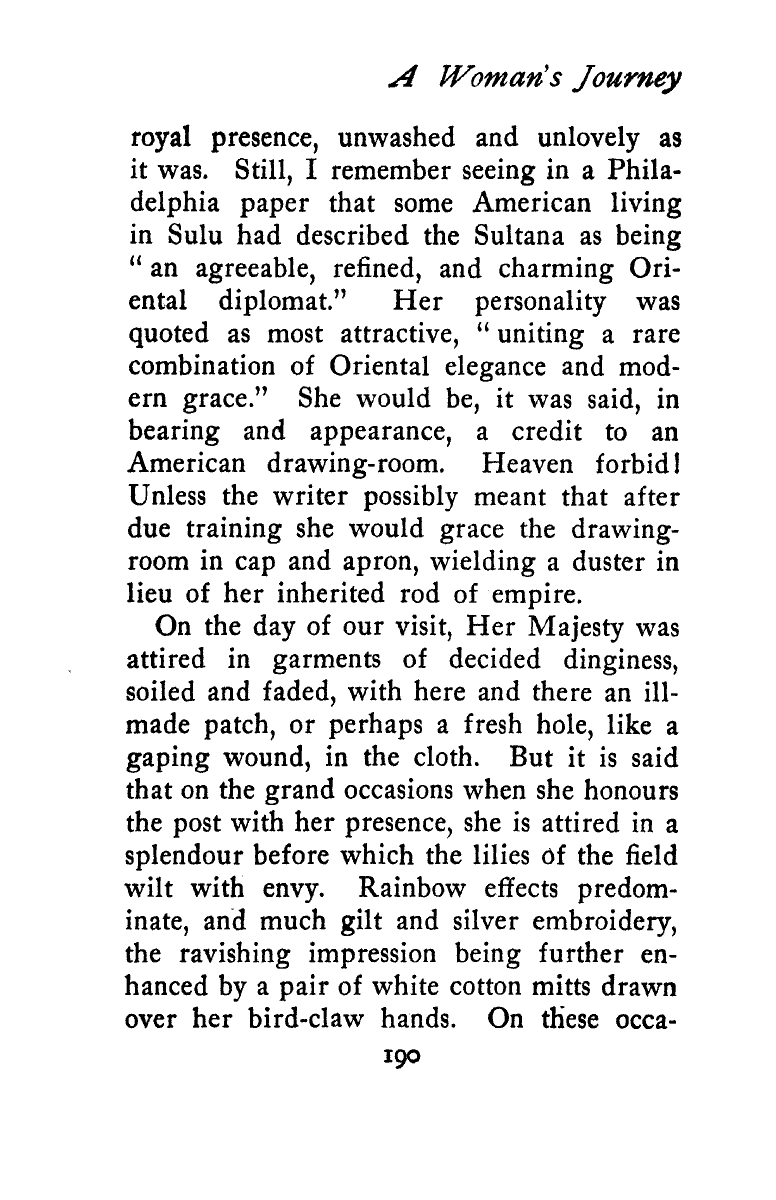 A Woman's Journey
royal presence, unwashed and unlovely as
it was. Still, I remember seeing in a Phila-
delphia paper that some American living
in Sulu had described the Sultana as being
" an agreeable, refined, and charming Ori-
ental diplomat." Her personality was
quoted as most attractive, " uniting a rare
combination of Oriental elegance and mod-
ern grace." She would be, it was said, in
bearing and appearance, a credit to an
American drawing-room. Heaven forbid!
Unless the writer possibly meant that after
due training she would grace the drawing-
room in cap and apron, wielding a duster in
lieu of her inherited rod of empire.
On the day of our visit, Her Majesty was
attired in garments of decided dinginess,
soiled and faded, with here and there an ill-
made patch, or perhaps a fresh hole, like a
gaping wound, in the cloth. But it is said
that on the grand occasions when she honours
the post with her presence, she is attired in a
splendour before which the lilies of the field
wilt with envy. Rainbow effects predom-
inate, and much gilt and silver embroidery,
the ravishing impression being further en-
hanced by a pair of white cotton mitts drawn
over her bird-claw hands. On these occa-
190